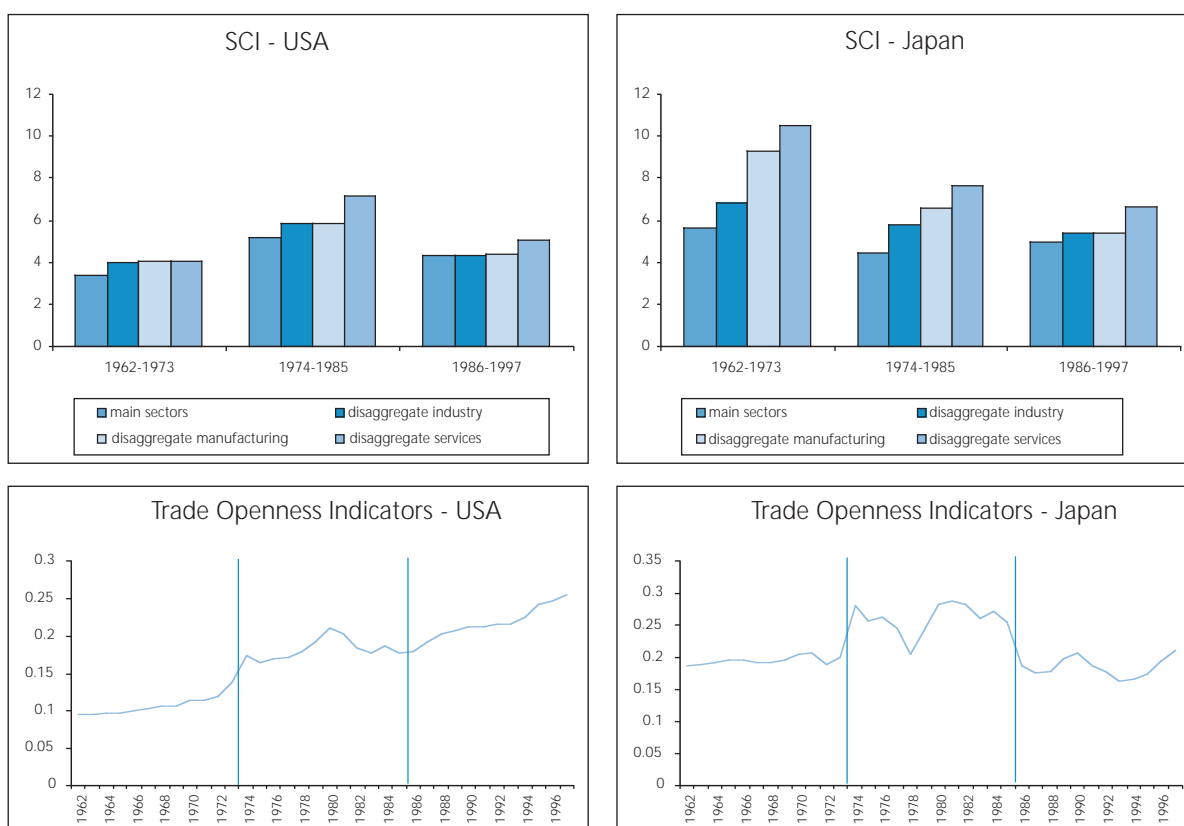 SCI - USA
12
10
8
6
4
2
0
1962-1973 1974-1985 1986-1997
main sectors disaggregate industry
disaggregate manufacturing disaggregate services
SCI - Japan
12
10
8
6
4
2
0
1962-1973 1974-1985 1986-1997
main sectors disaggregate industry
disaggregate manufacturing disaggregate services
Trade Openness Indicators - USA
0.3
0.25
0.2
0.15
0.1
0.05
0
1962 1964 1966 1968 1970 1972 1974 1976 1978 1980 1982 1984 1986 1988 1990 1992 1994 1996
Trade Openness Indicators - Japan
0.35
0.3
0.25
0.2
0.15
0.1
0.05
0
1962 1964 1966 1968 1970 1972 1974 1976 1978 1980 1982 1984 1986 1988 1990 1992 1994 1996